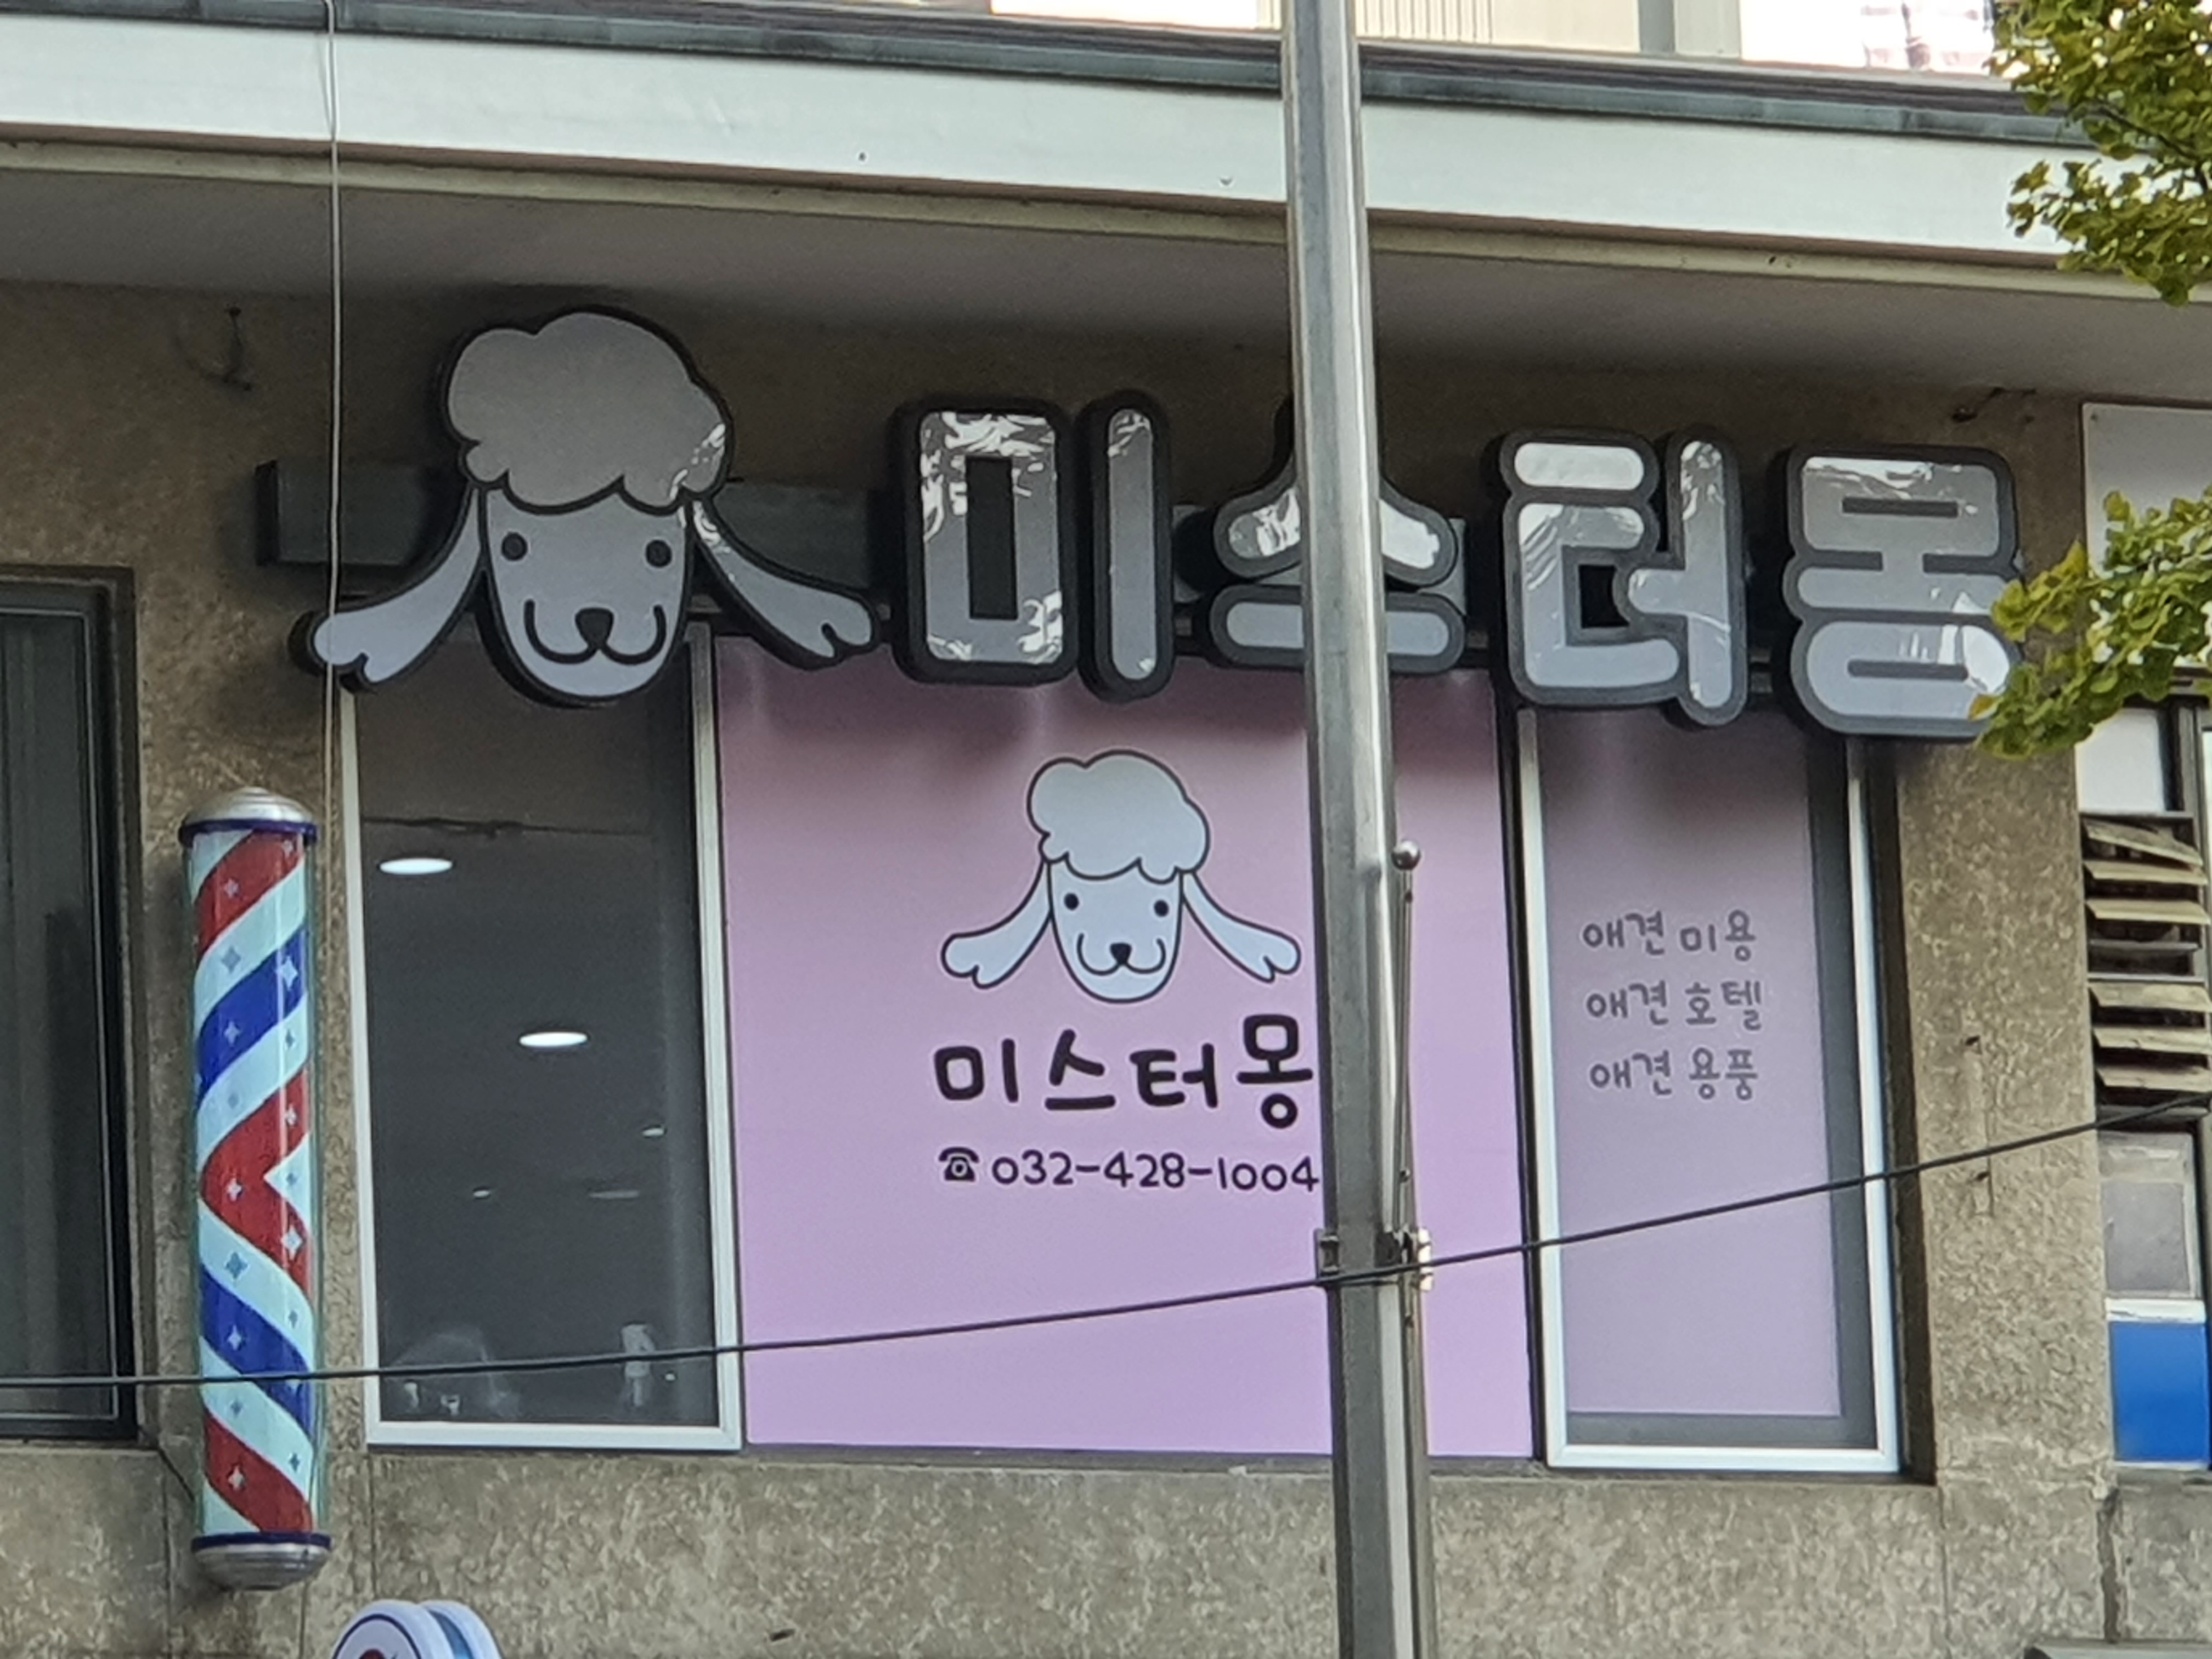 미스터몽
미스터몽
☎032-428-1004
애견 미용
애견 호텔
애견 용품